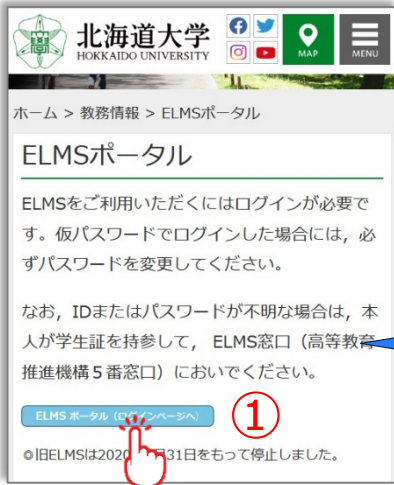 北海道大学
HOKKAIDO UNIVERSITY
MAP
MENU
ホーム > 教務情報 > ELMSポータル
ELMSポータル
ELMSをご利用いただくにはログインが必要で
す。仮パスワードでログインした場合には，必
ずパスワードを変更してください。
なお，IDまたはパスワードが不明な場合は，本
人が学生証を持参して， ELMS窓口（高等教育
推進機構５番窓口）においでください。
ELMS ポータル（ログインページへ）
①
◎旧ELMSは2020 月31日をもって停止しました。